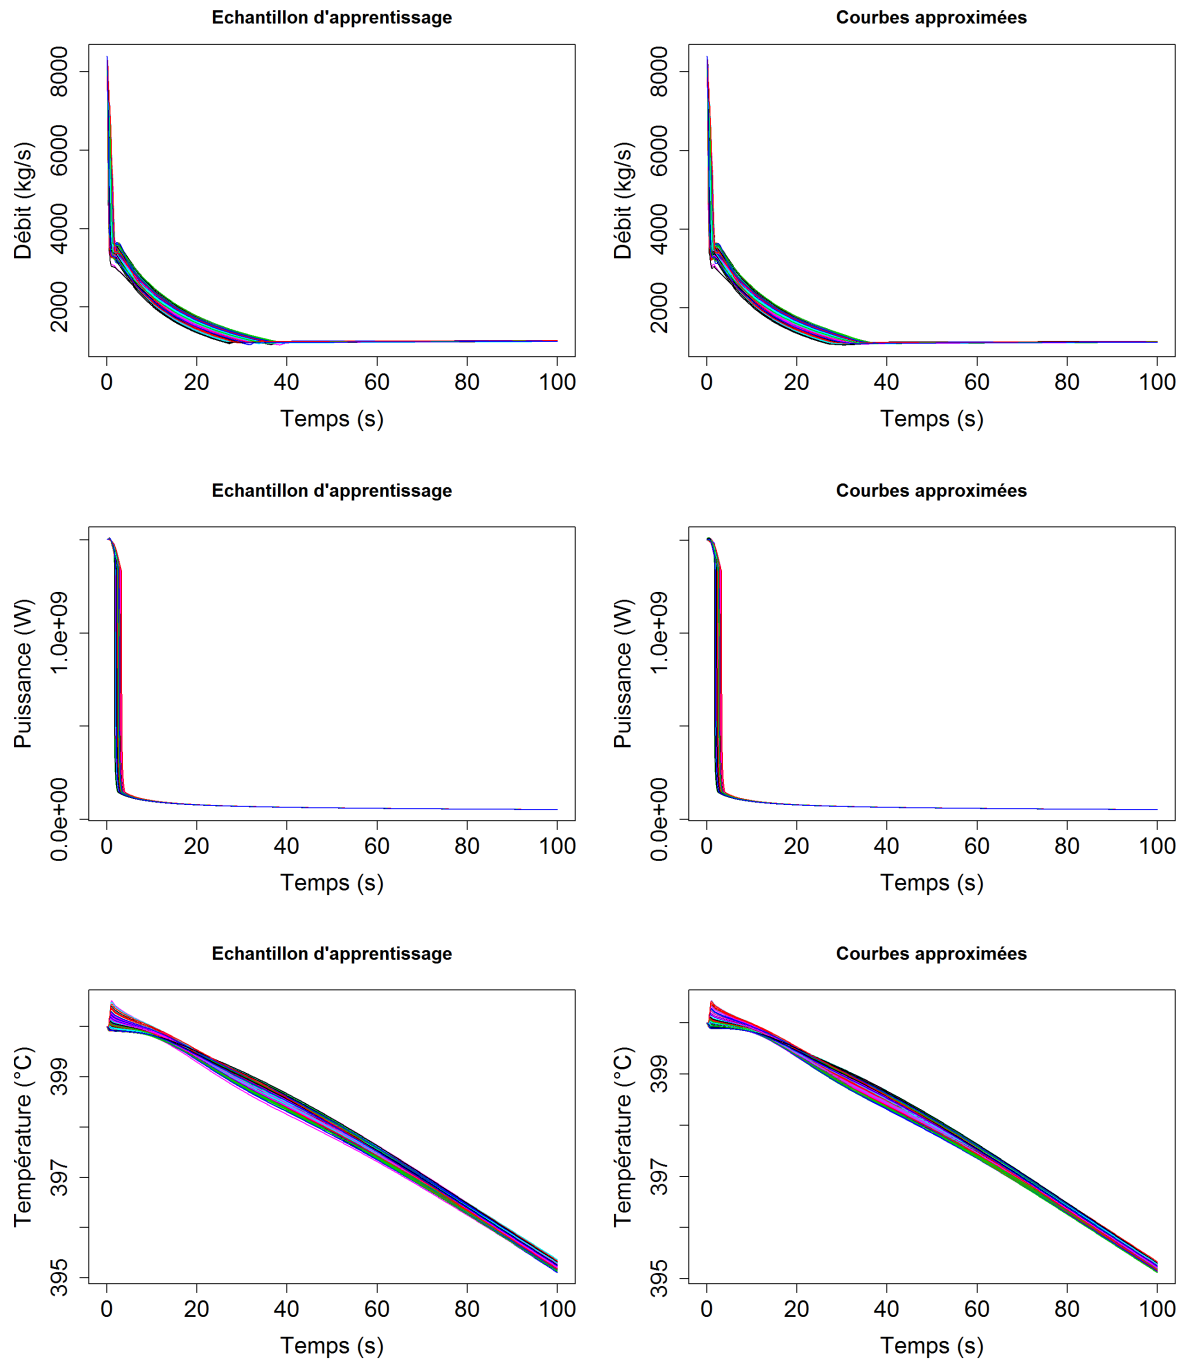 Echantillon d'apprentissage
Débit (kg/s)
2000 4000 6000 8000
0 20 40 60 80 100
Temps (s)
Courbes approximées
Débit (kg/s)
2000 4000 6000 8000
0 20 40 60 80 100
Temps (s)
Echantillon d'apprentissage
Puissance (W)
0.0e+00 1.0e+09
0 20 40 60 80 100
Temps (s)
Courbes approximées
Puissance (W)
0.0e+00 1.0e+09
0 20 40 60 80 100
Temps (s)
Echantillon d'apprentissage
Température (°C)
395 397 399
0 20 40 60 80 100
Temps (s)
Courbes approximées
Température (°C)
395 397 399
0 20 40 60 80 100
Temps (s)